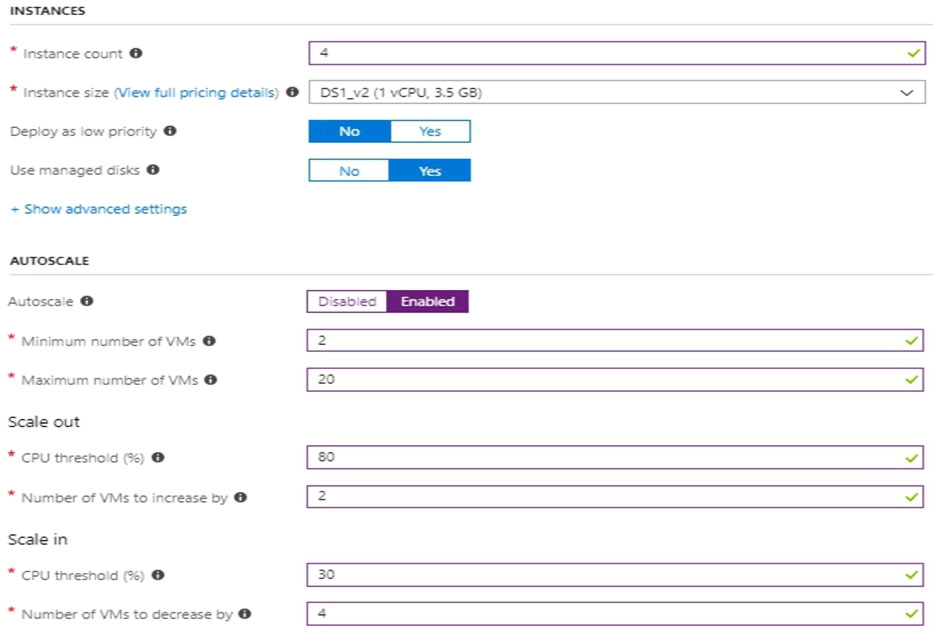 INSTANCES
* Instance count 4
* Instance size (View full pricing details) DS1_v2 (1 vCPU, 3.5 GB)
Deploy as low priority No Yes
Use managed disks No Yes
+ Show advanced settings
AUTOSCALE
Autoscale Disabled Enabled
* Minimum number of VMs 2
* Maximum number of VMs 20
Scale out
* CPU threshold (%) 80
* Number of VMs to increase by 2
Scale in
* CPU threshold (%) 30
* Number of VMs to decrease by 4